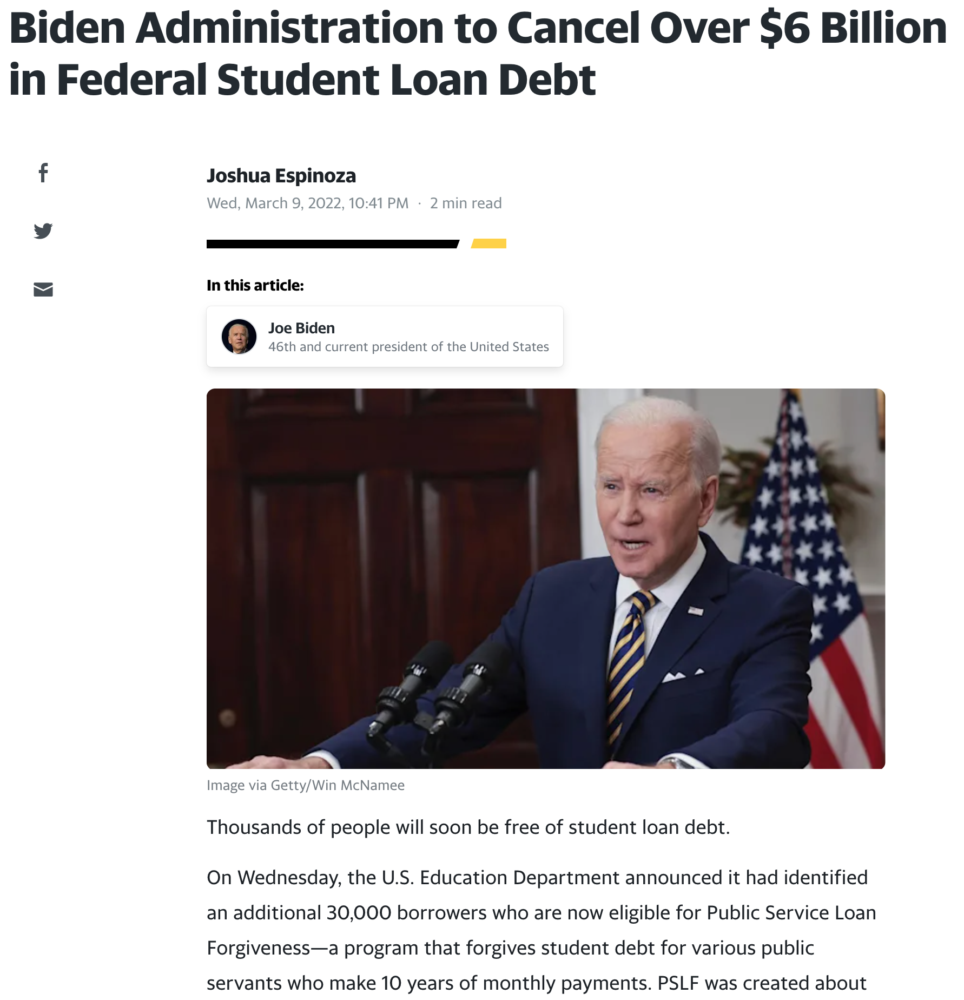 Biden Administration to Cancel Over $6 Billion
in Federal Student Loan Debt
Joshua Espinoza
Wed, March 9, 2022, 10:41 PM · 2 min read
In this article:
Joe Biden
46th and current president of the United States
Image via Getty/Win McNamee
Thousands of people will soon be free of student loan debt.
On Wednesday, the U.S. Education Department announced it had identified
an additional 30,000 borrowers who are now eligible for Public Service Loan
Forgiveness—a program that forgives student debt for various public
servants who make 10 years of monthly payments. PSLF was created about